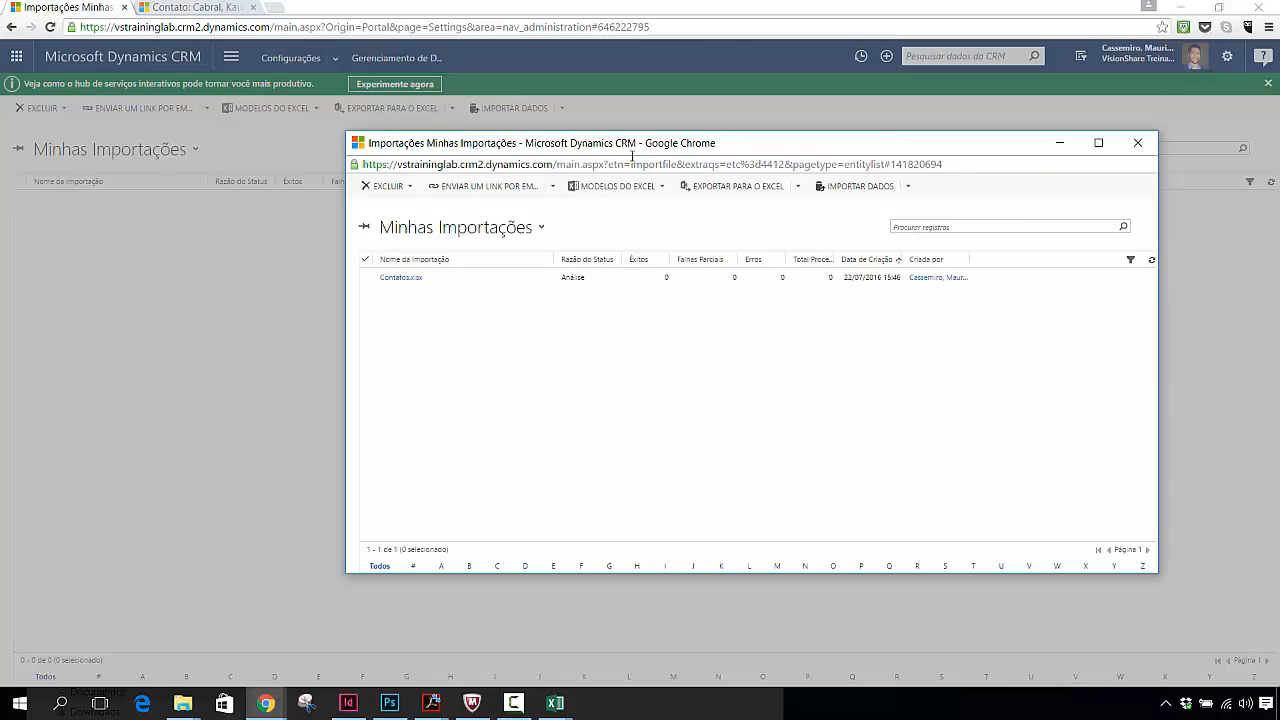 Importações Minhas ×
Contato: Cabral, Kau ×
https://vstraininglab.crm2.dynamics.com/main.aspx?Origin=Portal&page=Settings&area=nav_administration#646222795
Microsoft Dynamics CRM
Configurações
Gerenciamento de D...
Pesquisar dados da CRM
Cassemiro, Mauri...
VisionShare Treina...
Veja como o hub de serviços interativos pode tornar você mais produtivo.
Experimente agora
EXCLUIR
ENVIAR UM LINK POR EM...
MODELOS DO EXCEL
EXPORTAR PARA O EXCEL
IMPORTAR DADOS
Minhas Importações
Nome da Importação
Razão do Status
Êxitos
Fa
Importações Minhas Importações - Microsoft Dynamics CRM - Google Chrome
https://vstraininglab.crm2.dynamics.com/main.aspx?etn=importfile&extraqs=etc%3d4412&pagetype=entitylist#141820694
EXCLUIR
ENVIAR UM LINK POR EM...
MODELOS DO EXCEL
EXPORTAR PARA O EXCEL
IMPORTAR DADOS
Minhas Importações
Procurar registros
Nome da Importação Razão do Status Êxitos Falhas Parciais Erros Total Proce... Data de Criação Criada por
Contatos.xlsx Análise 0 0 0 0 22/07/2016 15:46 Cassemiro, Maur...
1 - 1 de 1 (0 selecionado)
Página 1
Todos # A B C D E F G H I J K L M N O P Q R S T U V W X Y Z
0 - 0 de 0 (0 selecionado)
Página 1
Todos # A B C D E F G H I J K L M N O P Q R S T U V W X Y Z
Documentos
Downloads